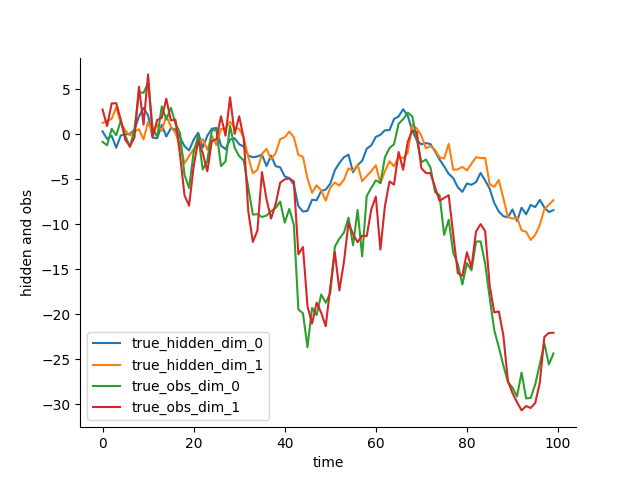 hidden and obs
5
0
−5
−10
−15
−20
−25
−30
true_hidden_dim_0
true_hidden_dim_1
true_obs_dim_0
true_obs_dim_1
0 20 40 60 80 100
time